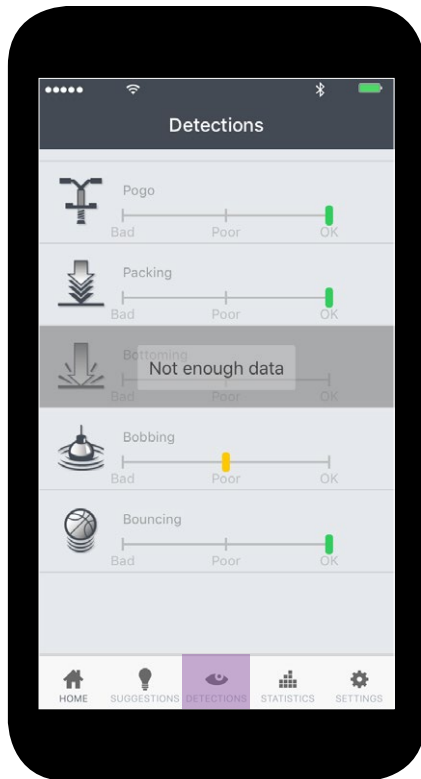 Detections
Pogo
Bad Poor OK
Packing
Bad Poor OK
Bottoming
Not enough data
Bad OK
Bobbing
Bad Poor OK
Bouncing
Bad Poor OK
HOME SUGGESTIONS DETECTIONS STATISTICS SETTINGS